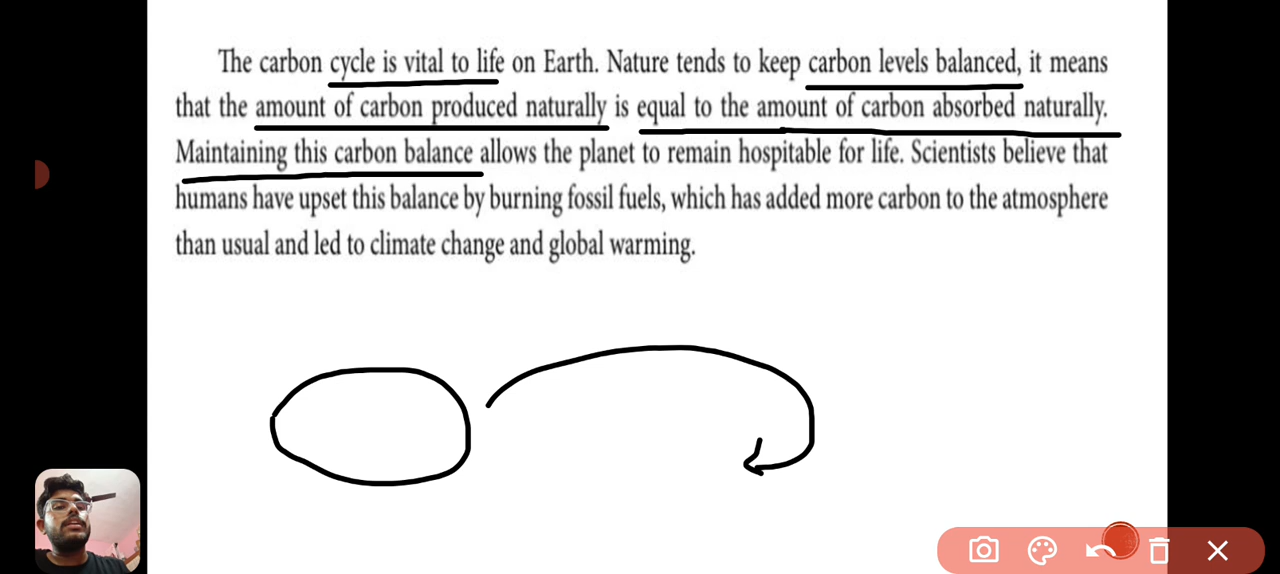 The carbon cycle is vital to life on Earth. Nature tends to keep carbon levels balanced, it means
that the amount of carbon produced naturally is equal to the amount of carbon absorbed naturally.
Maintaining this carbon balance allows the planet to remain hospitable for life. Scientists believe that
humans have upset this balance by burning fossil fuels, which has added more carbon to the atmosphere
than usual and led to climate change and global warming.